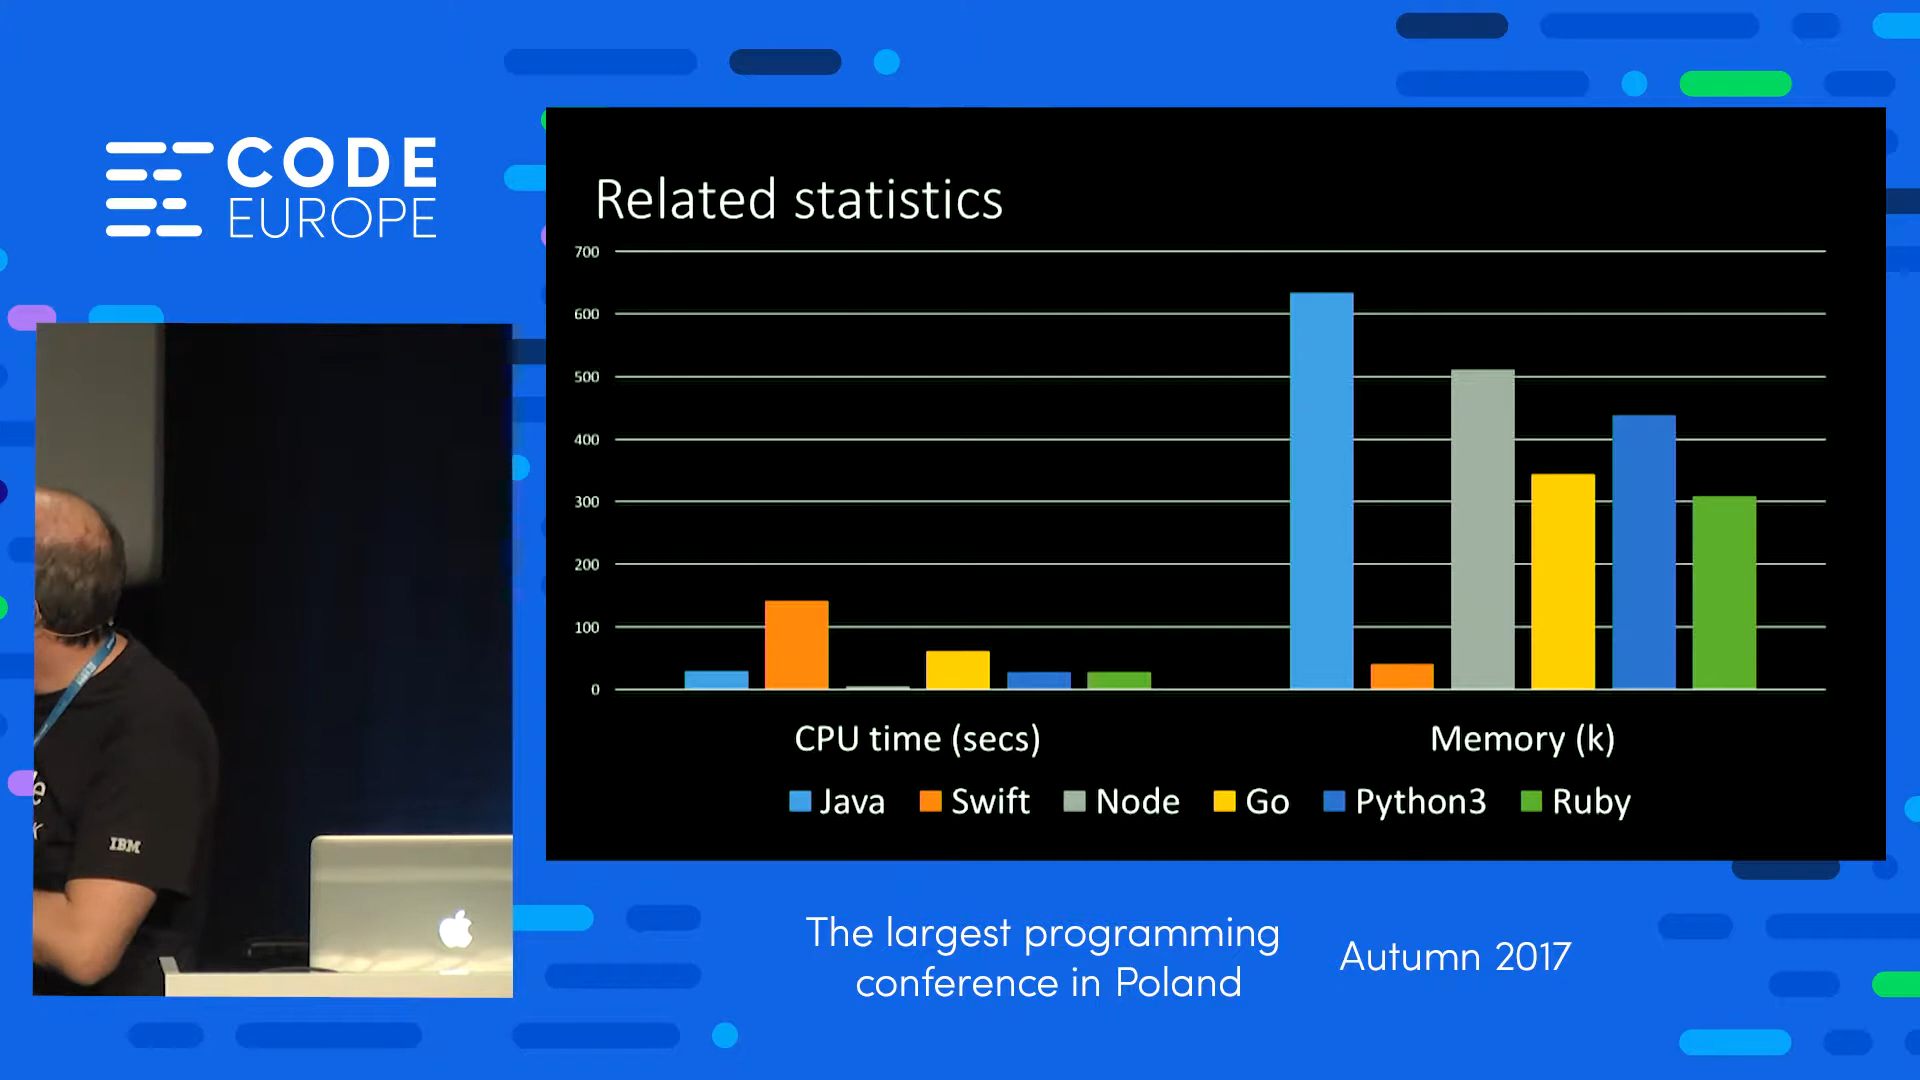 CODE
EUROPE
Related statistics
700
600
500
400
300
200
100
0
CPU time (secs)
Memory (k)
Java
Swift
Node
Go
Python3
Ruby
IBM
The largest programming
conference in Poland
Autumn 2017